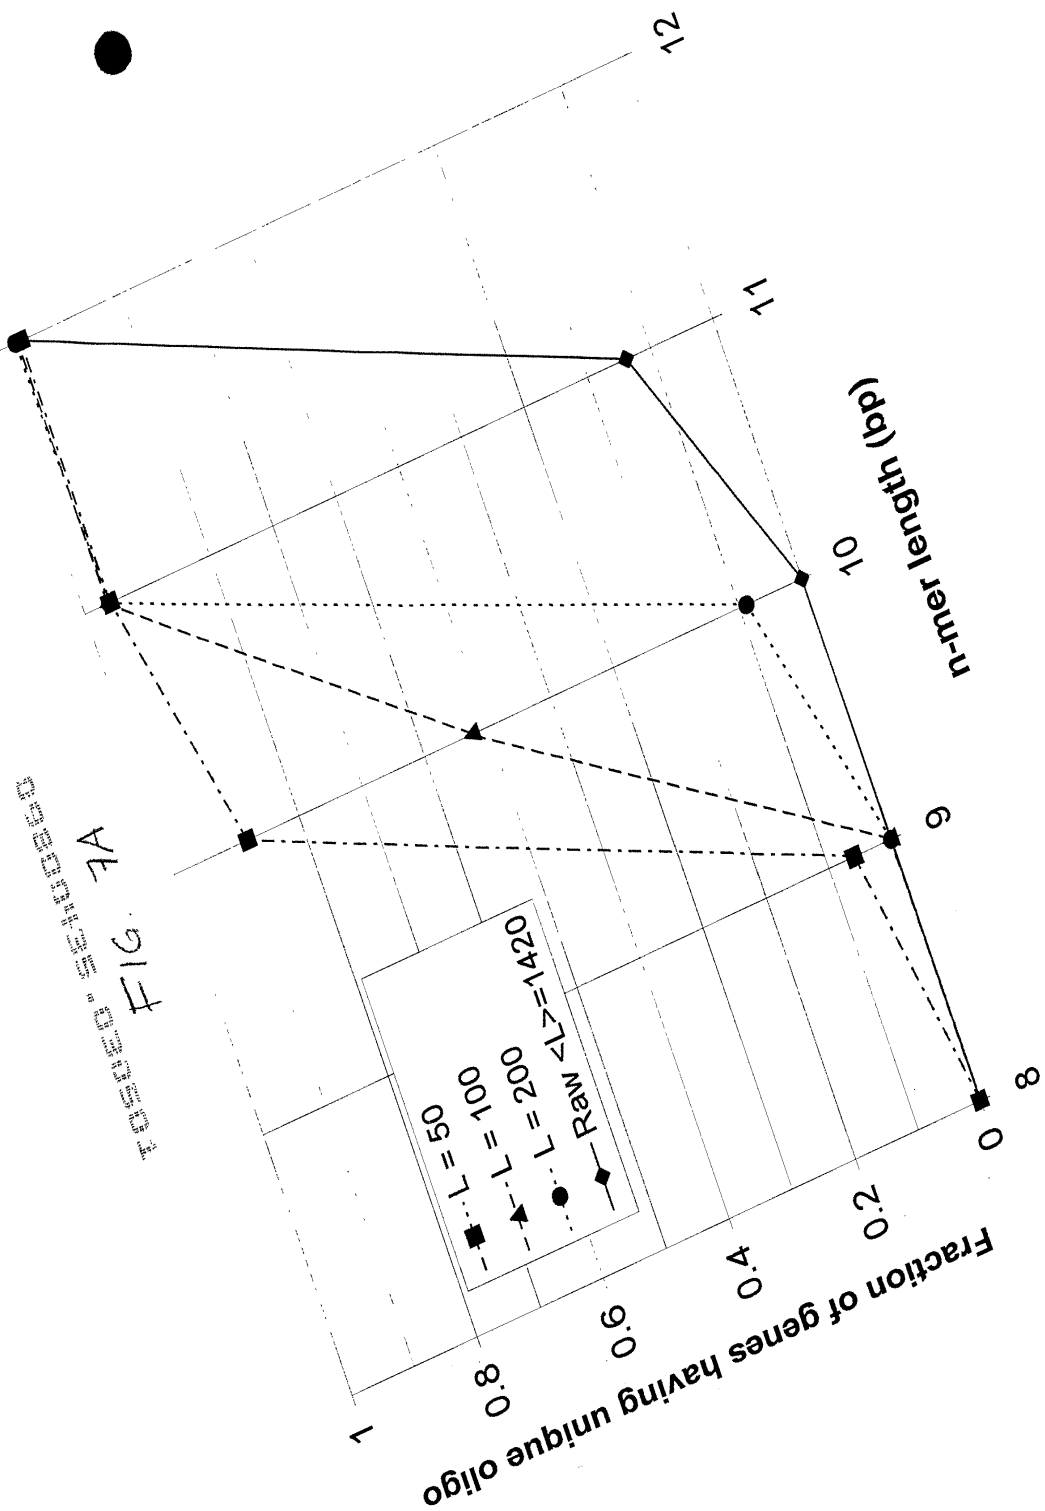 FIG. 7A
1
0.8
0.6
0.4
0.2
0
8
9
10
11
12
Fraction of genes having unique oligo
n-mer length (bp)
L = 50
L = 100
L = 200
Raw <L>=1420